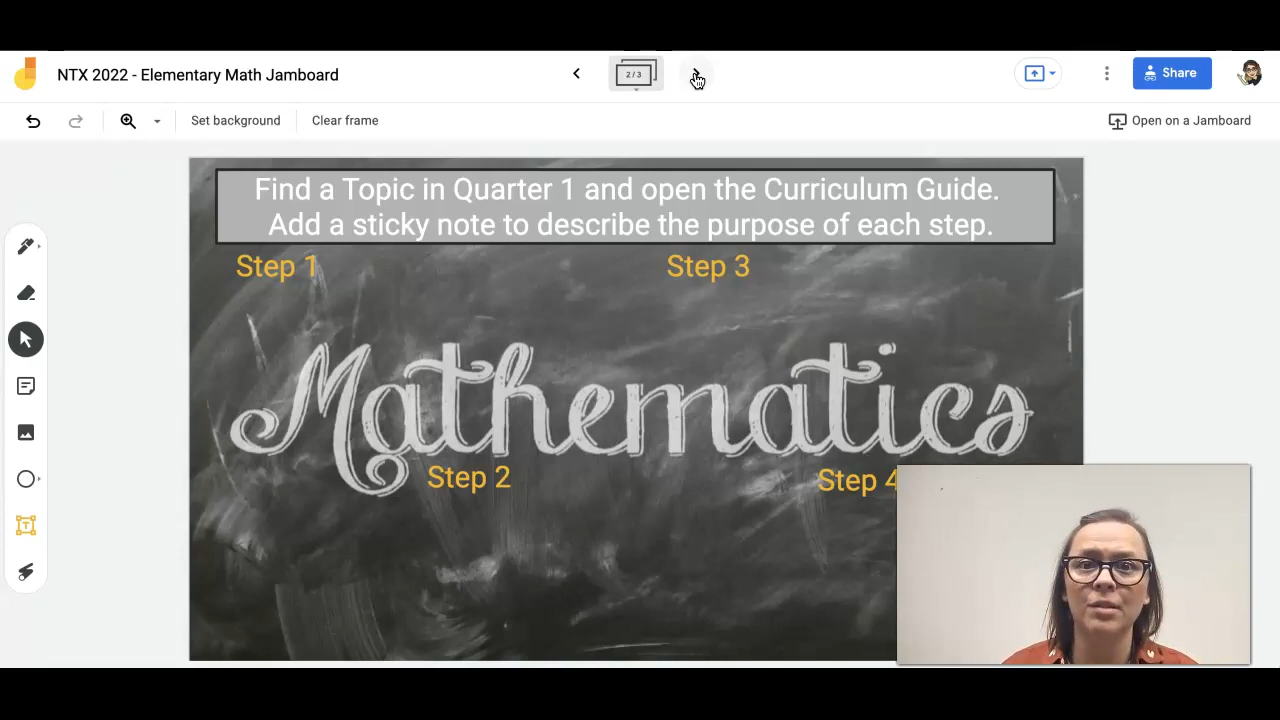 NTX 2022 - Elementary Math Jamboard
2 / 3
Share
Set background
Clear frame
Open on a Jamboard
Find a Topic in Quarter 1 and open the Curriculum Guide.
Add a sticky note to describe the purpose of each step.
Step 1
Step 3
Mathematics
Step 2
Step 4
T